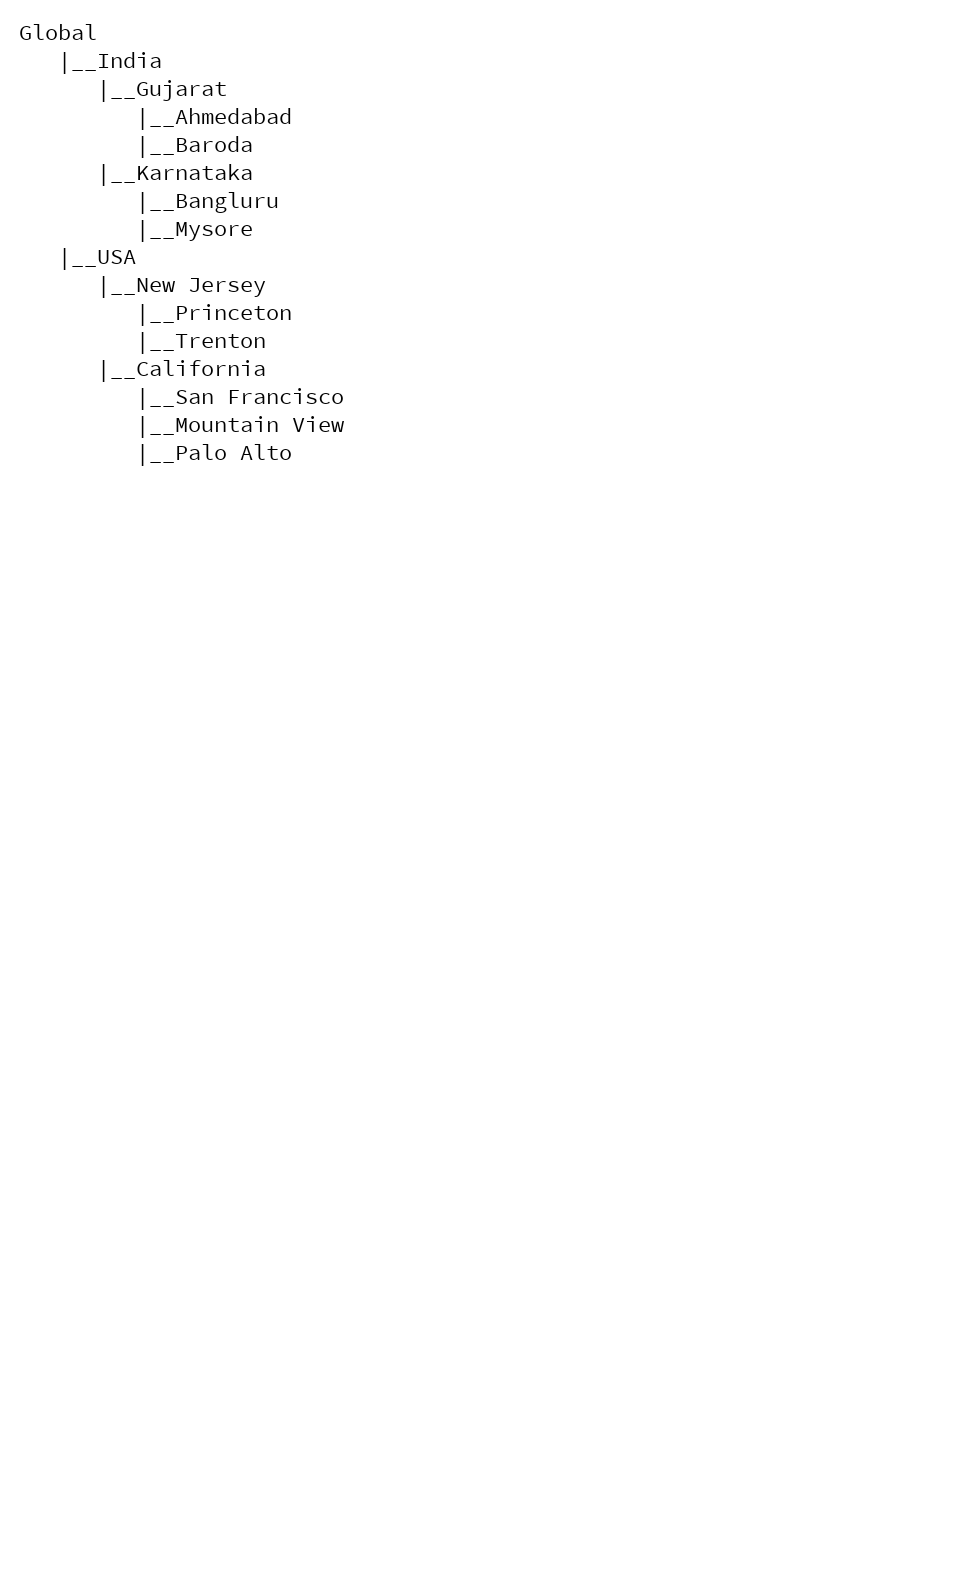 Global
   |__India
      |__Gujarat
         |__Ahmedabad
         |__Baroda
      |__Karnataka
         |__Bangluru
         |__Mysore
   |__USA
      |__New Jersey
         |__Princeton
         |__Trenton
      |__California
         |__San Francisco
         |__Mountain View
         |__Palo Alto